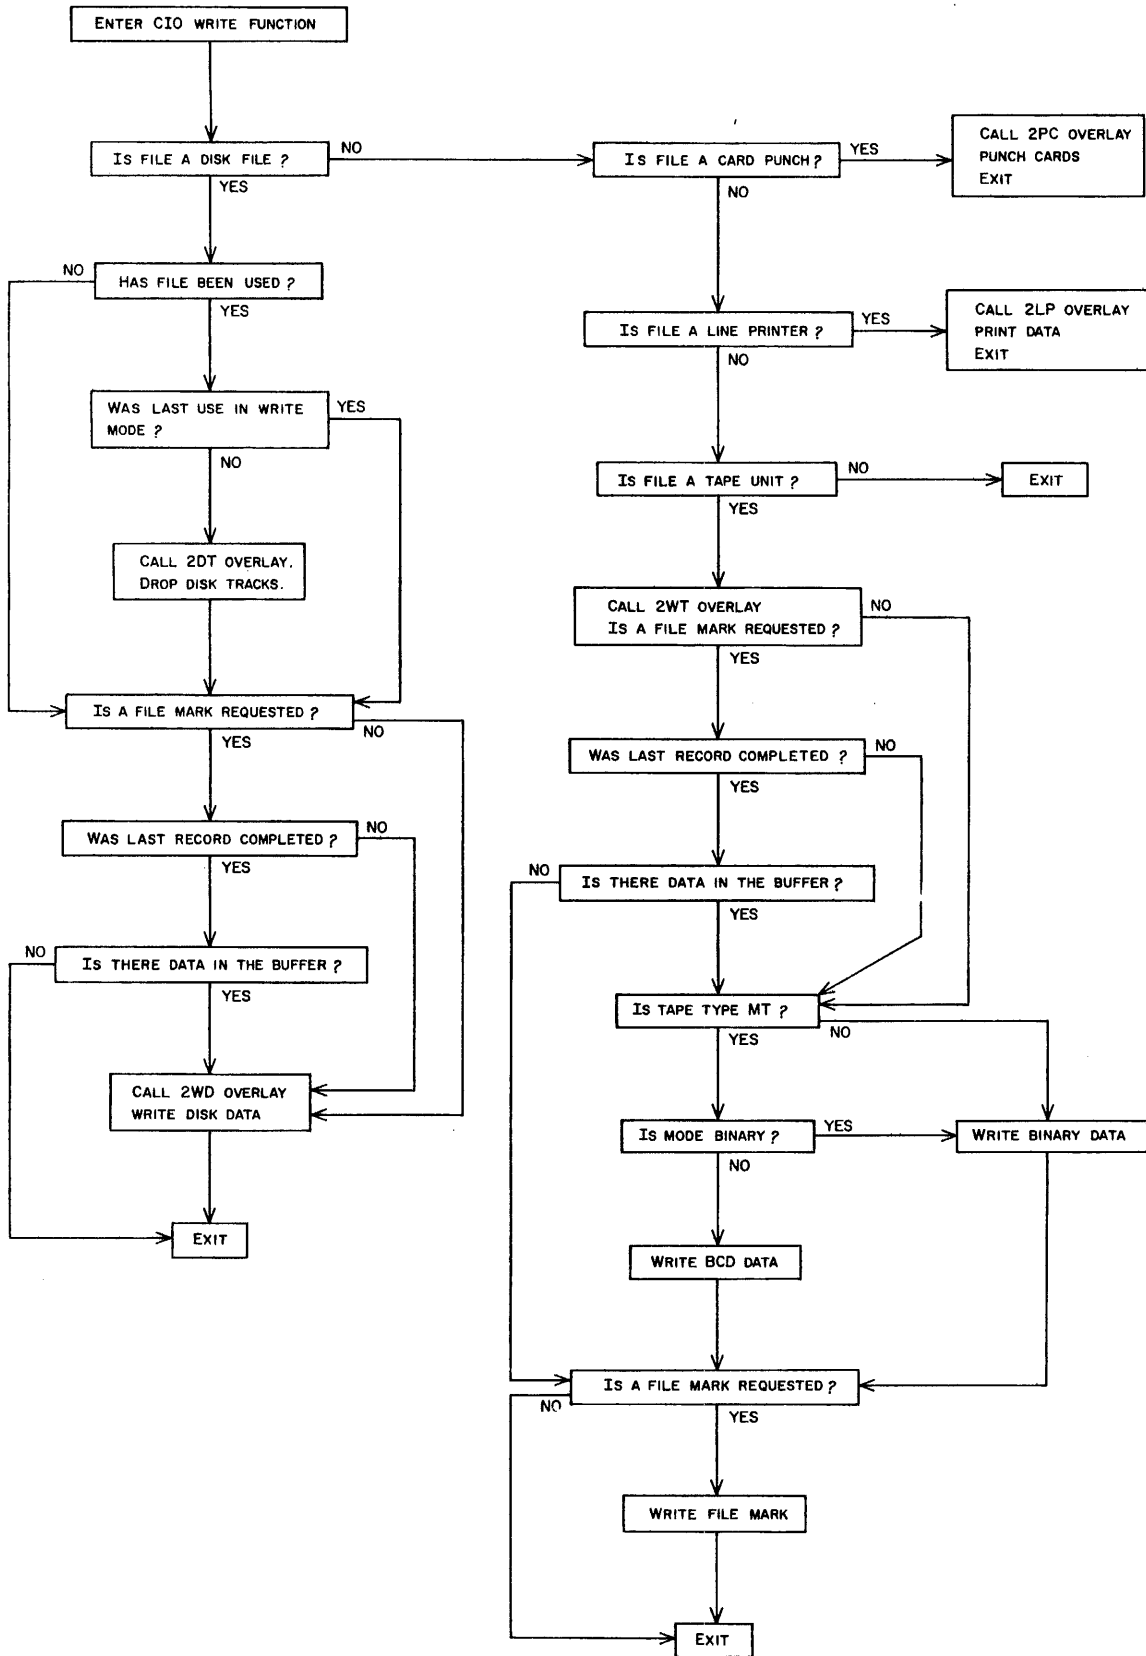 ENTER CIO WRITE FUNCTION
IS FILE A DISK FILE ?
NO
YES
IS FILE A CARD PUNCH ?
YES
NO
CALL 2PC OVERLAY
PUNCH CARDS
EXIT
HAS FILE BEEN USED ?
NO
YES
IS FILE A LINE PRINTER ?
YES
NO
CALL 2LP OVERLAY
PRINT DATA
EXIT
WAS LAST USE IN WRITE
MODE ?
YES
NO
IS FILE A TAPE UNIT ?
NO
YES
EXIT
CALL 2DT OVERLAY.
DROP DISK TRACKS.
CALL 2WT OVERLAY
IS A FILE MARK REQUESTED ?
NO
YES
IS A FILE MARK REQUESTED ?
NO
YES
WAS LAST RECORD COMPLETED ?
NO
YES
WAS LAST RECORD COMPLETED ?
NO
YES
NO
IS THERE DATA IN THE BUFFER ?
YES
NO
IS THERE DATA IN THE BUFFER ?
YES
IS TAPE TYPE MT ?
NO
YES
CALL 2WD OVERLAY
WRITE DISK DATA
IS MODE BINARY ?
YES
NO
WRITE BINARY DATA
EXIT
WRITE BCD DATA
IS A FILE MARK REQUESTED ?
NO
YES
WRITE FILE MARK
EXIT